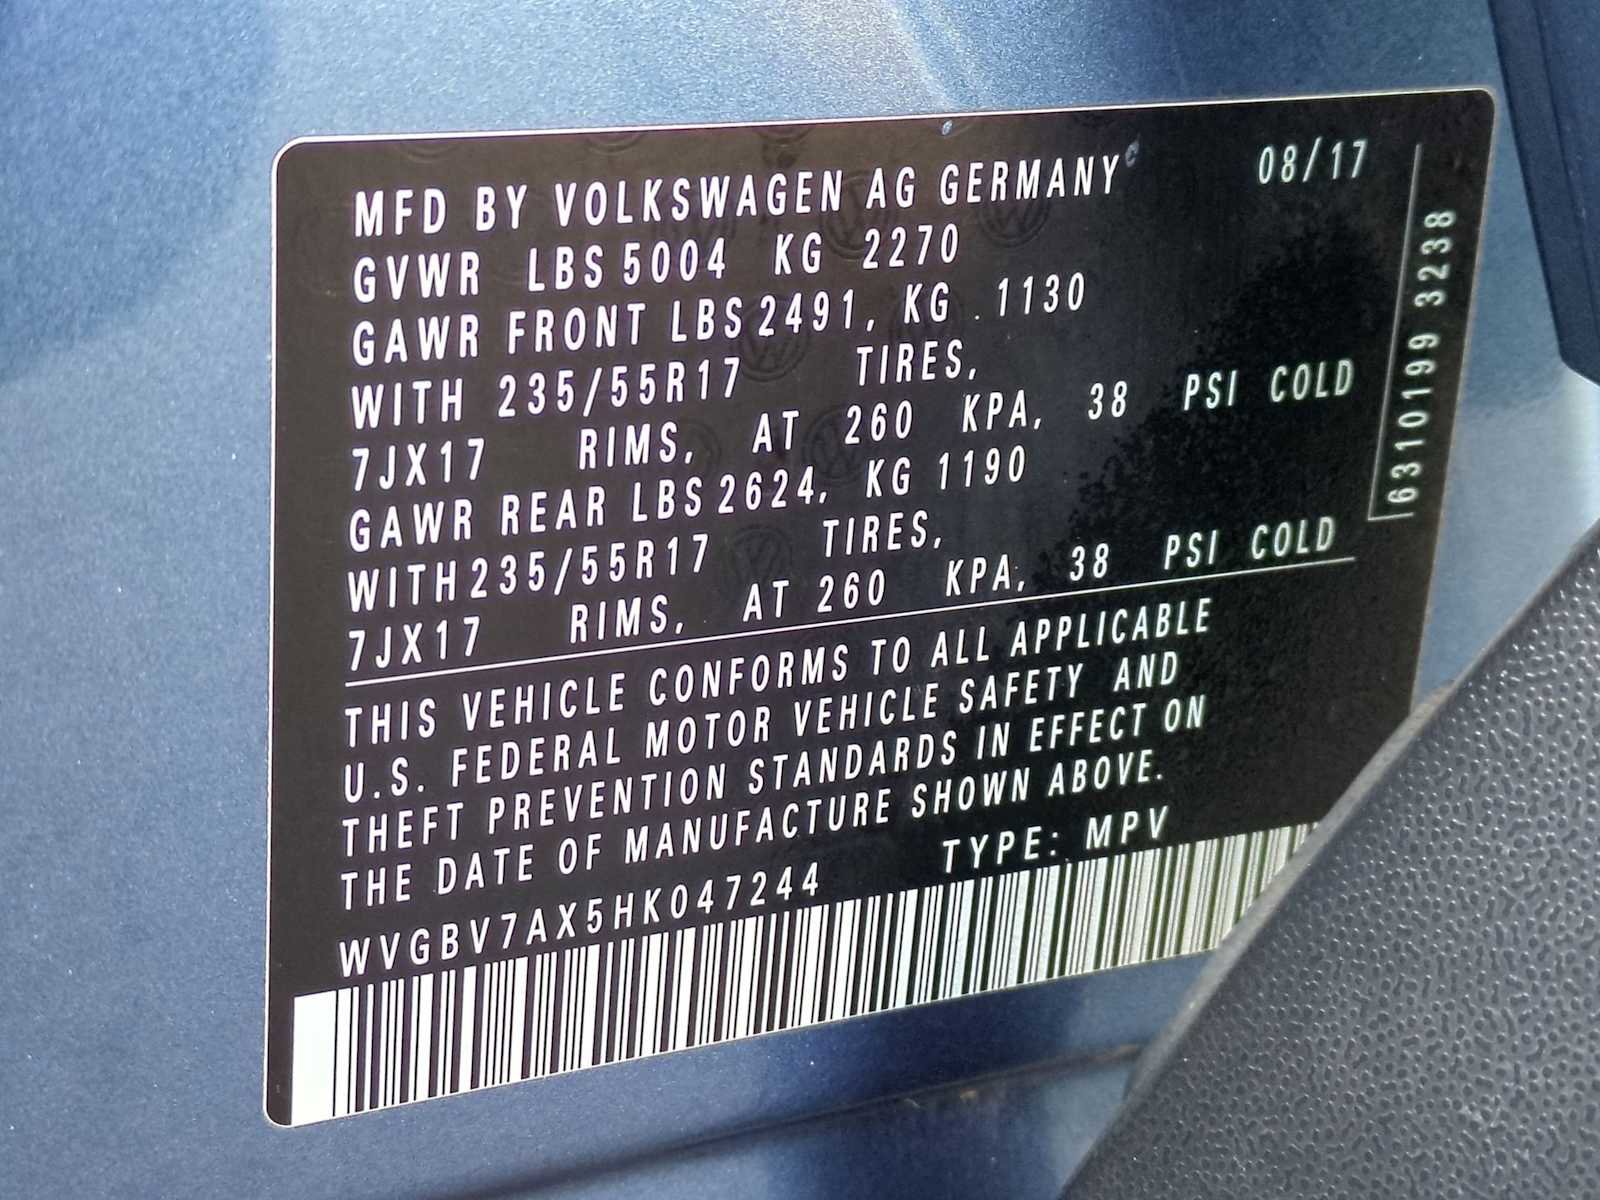 MFD BY VOLKSWAGEN AG GERMANY 08/17
GVWR LBS 5004 KG 2270
GAWR FRONT LBS 2491, KG . 1130
WITH 235/55R17 TIRES,
7JX17 RIMS, AT 260 KPA, 38 PSI COLD
GAWR REAR LBS 2624, KG 1190
WITH 235/55R17 TIRES,
7JX17 RIMS, AT 260 KPA, 38 PSI COLD
THIS VEHICLE CONFORMS TO ALL APPLICABLE
U.S. FEDERAL MOTOR VEHICLE SAFETY AND
THEFT PREVENTION STANDARDS IN EFFECT ON
THE DATE OF MANUFACTURE SHOWN ABOVE.
WVGBV7AX5HK047244 TYPE: MPV
6310199 3238